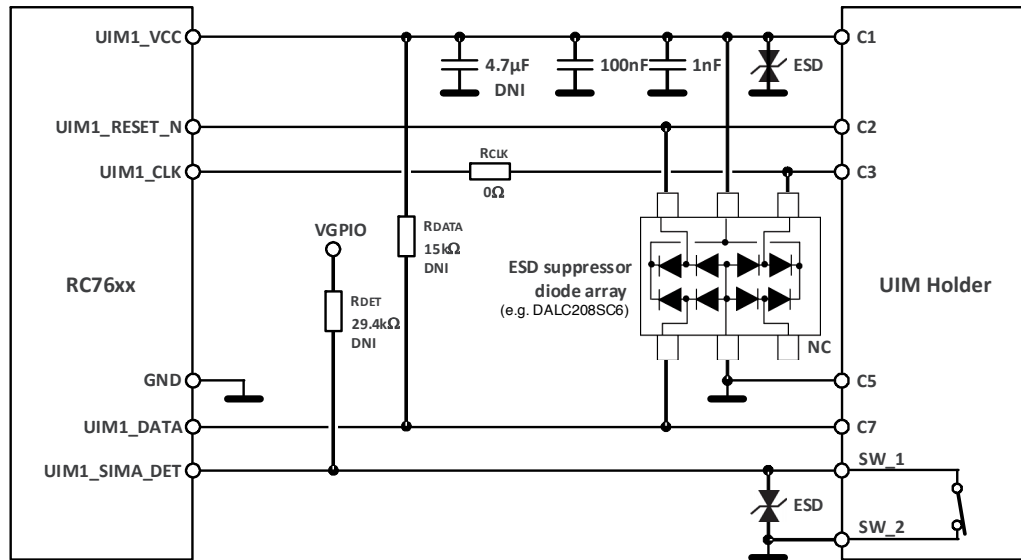 UIM1_VCC
C1
4.7µF
DNI
100nF
1nF
ESD
UIM1_RESET_N
C2
UIM1_CLK
RCLK
0Ω
C3
VGPIO
RDATA
15kΩ
DNI
RC76xx
RDET
29.4kΩ
DNI
ESD suppressor
diode array
(e.g. DALC208SC6)
UIM Holder
NC
GND
C5
UIM1_DATA
C7
UIM1_SIMA_DET
SW_1
ESD
SW_2